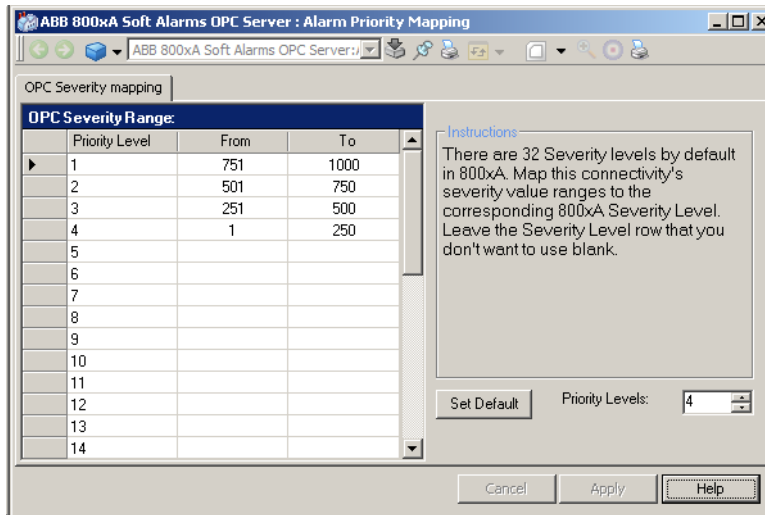 ABB 800xA Soft Alarms OPC Server : Alarm Priority Mapping
ABB 800xA Soft Alarms OPC Server:/
OPC Severity mapping
OPC Severity Range:
Priority Level From To
1 751 1000
2 501 750
3 251 500
4 1 250
5
6
7
8
9
10
11
12
13
14
Instructions
There are 32 Severity levels by default
in 800xA. Map this connectivity's
severity value ranges to the
corresponding 800xA Severity Level.
Leave the Severity Level row that you
don't want to use blank.
Set Default Priority Levels: 4
Cancel Apply Help